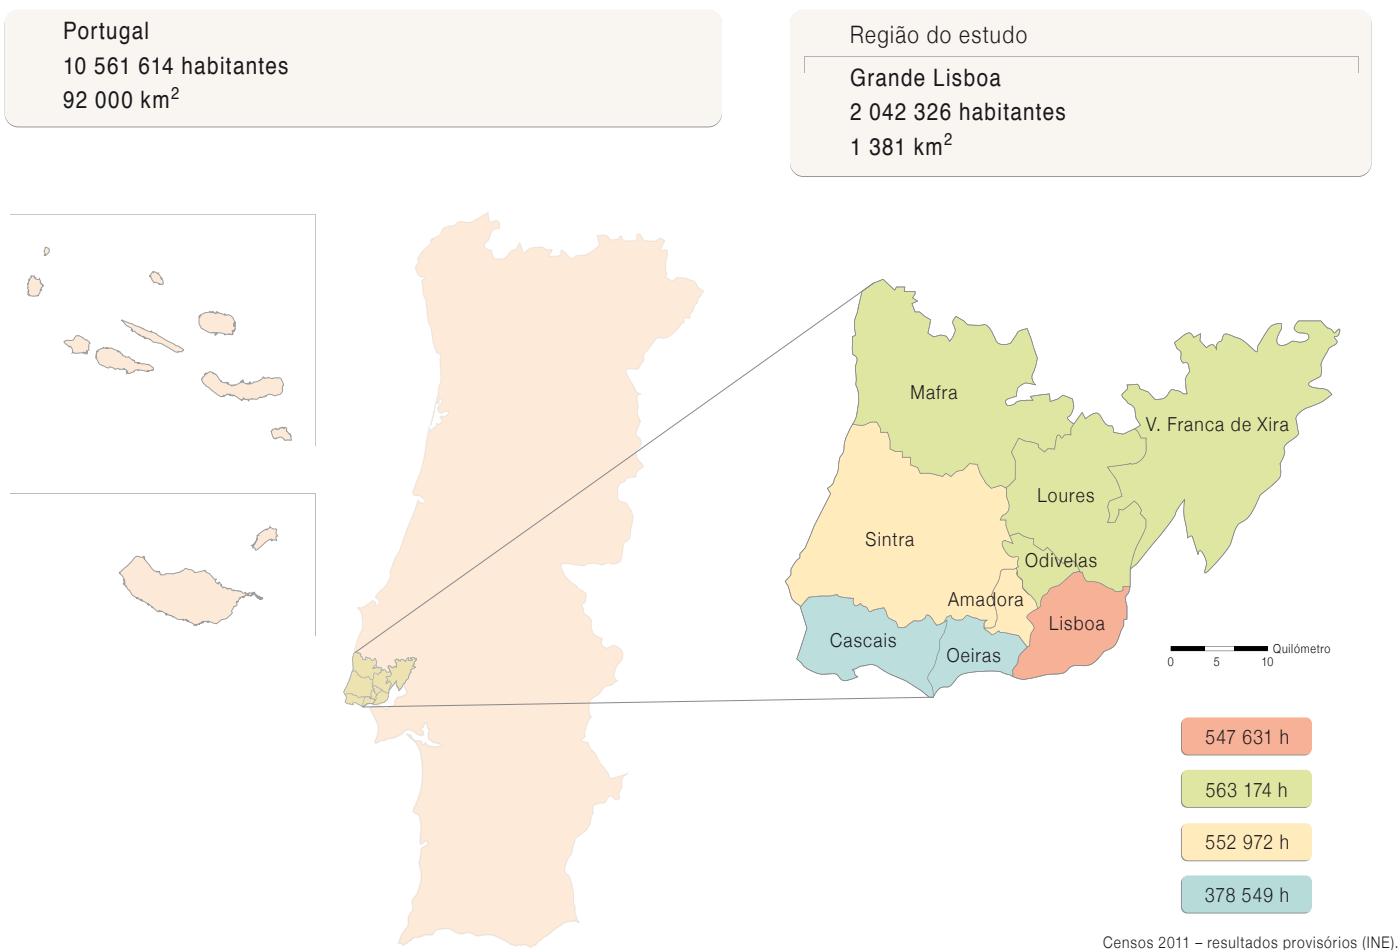 Portugal
10 561 614 habitantes
92 000 km²
Região do estudo
Grande Lisboa
2 042 326 habitantes
1 381 km²
Mafra
V. Franca de Xira
Loures
Sintra
Odivelas
Amadora
Lisboa
Cascais
Oeiras
Quilómetro
0 5 10
547 631 h
563 174 h
552 972 h
378 549 h
Censos 2011 – resultados provisórios (INE).